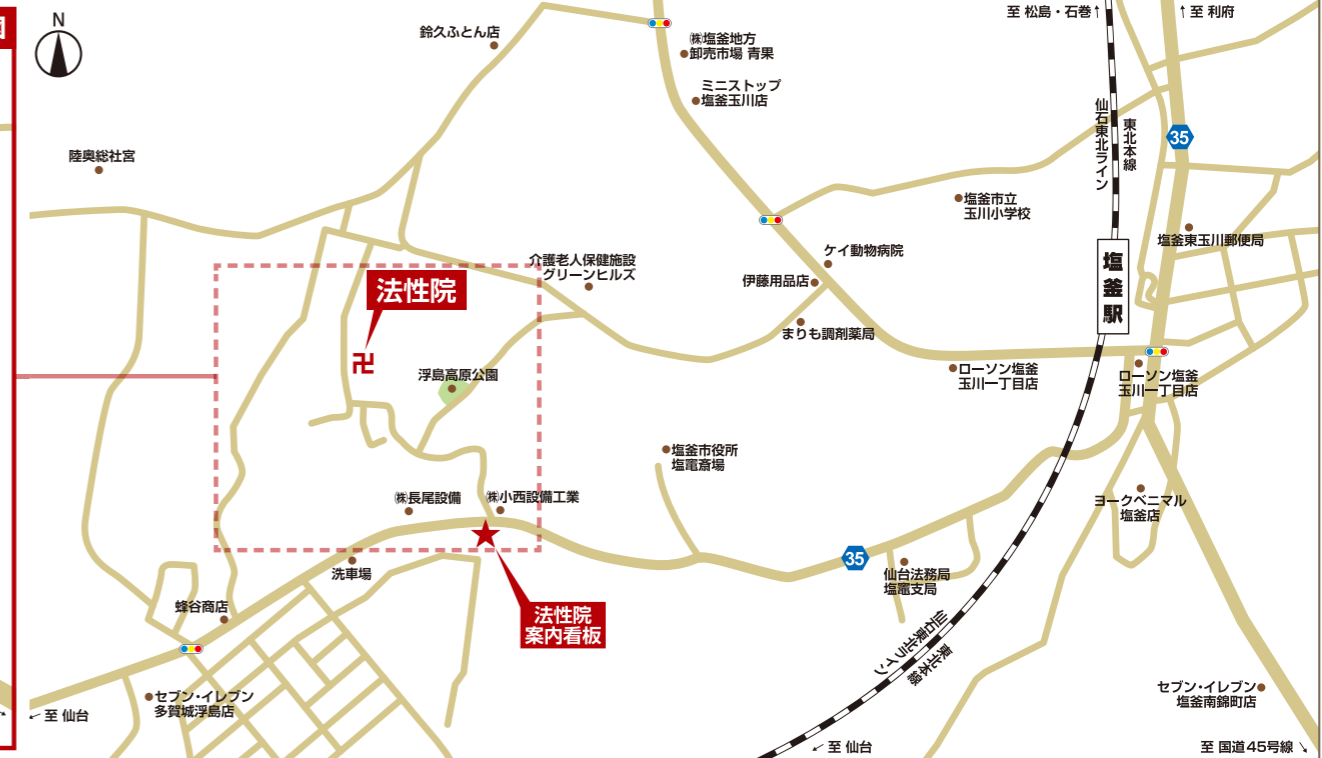 至 松島・石巻↑
↑至 利府
N
図
鈴久ふとん店
㈱塩釜地方
卸売市場 青果
ミニストップ
塩釜玉川店
仙石東北ライン
東北本線
35
陸奥総社宮
塩釜市立
玉川小学校
塩釜東玉川郵便局
ケイ動物病院
介護老人保健施設
グリーンヒルズ
伊藤用品店
塩釜駅
法性院
卍
まりも調剤薬局
浮島高原公園
ローソン塩釜
玉川一丁目店
ローソン塩釜
玉川一丁目店
塩釜市役所
塩竈斎場
㈱長尾設備
㈱小西設備工業
ヨークベニマル
塩釜店
35
洗車場
仙台法務局
塩竈支局
蜂谷商店
法性院
案内看板
仙石東北ライン
東北本線
セブン・イレブン
多賀城浮島店
セブン・イレブン
塩釜南錦町店
← 至 仙台
← 至 仙台
至 国道45号線 ↘